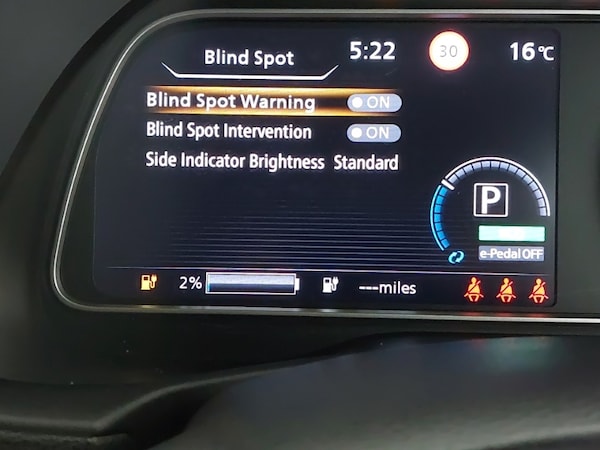 Blind Spot
5:22
30
16°C
Blind Spot Warning ON
Blind Spot Intervention ON
Side Indicator Brightness Standard
P
e-Pedal OFF
2%
---miles